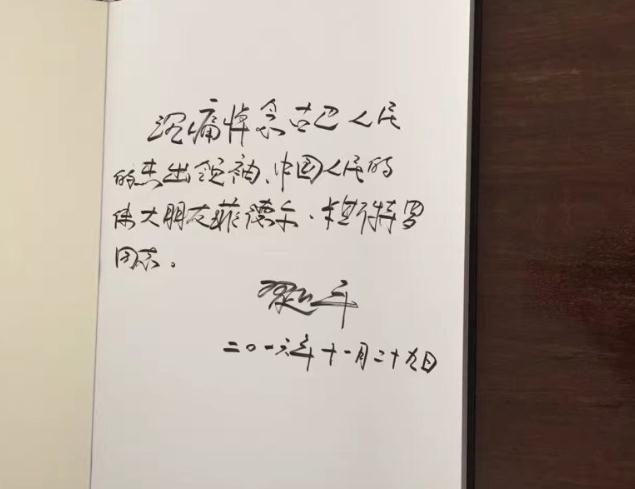 沉痛悼念古巴人民
的杰出领袖、中国人民的
伟大朋友菲德尔·卡斯特罗
同志。
习近平
二〇一六年十一月二十九日